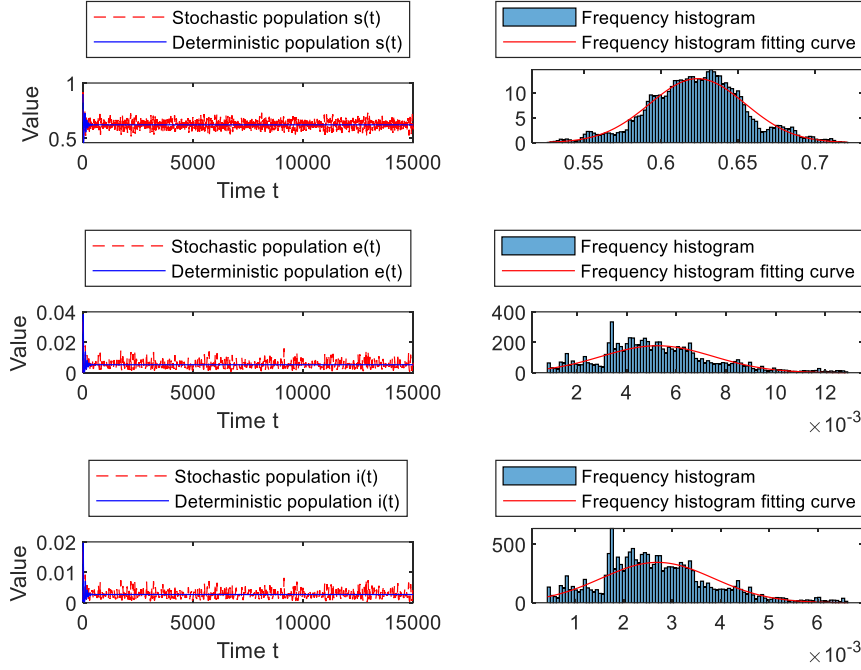 Stochastic population s(t)
Deterministic population s(t)
Value
1
0.5
0 5000 10000 15000
Time t
Frequency histogram
Frequency histogram fitting curve
10
5
0
0.55 0.6 0.65 0.7
Stochastic population e(t)
Deterministic population e(t)
Value
0.04
0.02
0
0 5000 10000 15000
Time t
Frequency histogram
Frequency histogram fitting curve
400
200
0
2 4 6 8 10 12
×10-3
Stochastic population i(t)
Deterministic population i(t)
Value
0.02
0.01
0
0 5000 10000 15000
Time t
Frequency histogram
Frequency histogram fitting curve
500
0
1 2 3 4 5 6
×10-3